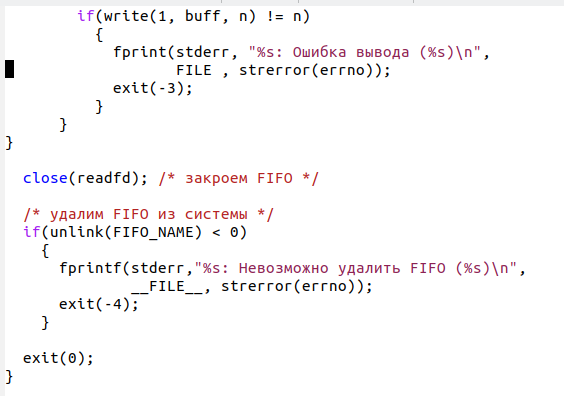 if(write(1, buff, n) != n)
{
fprint(stderr, "%s: Ошибка вывода (%s)\n",
FILE , strerror(errno));
exit(-3);
}
}
}
close(readfd); /* закроем FIFO */
/* удалим FIFO из системы */
if(unlink(FIFO_NAME) < 0)
{
fprintf(stderr,"%s: Невозможно удалить FIFO (%s)\n",
__FILE__, strerror(errno));
exit(-4);
}
exit(0);
}